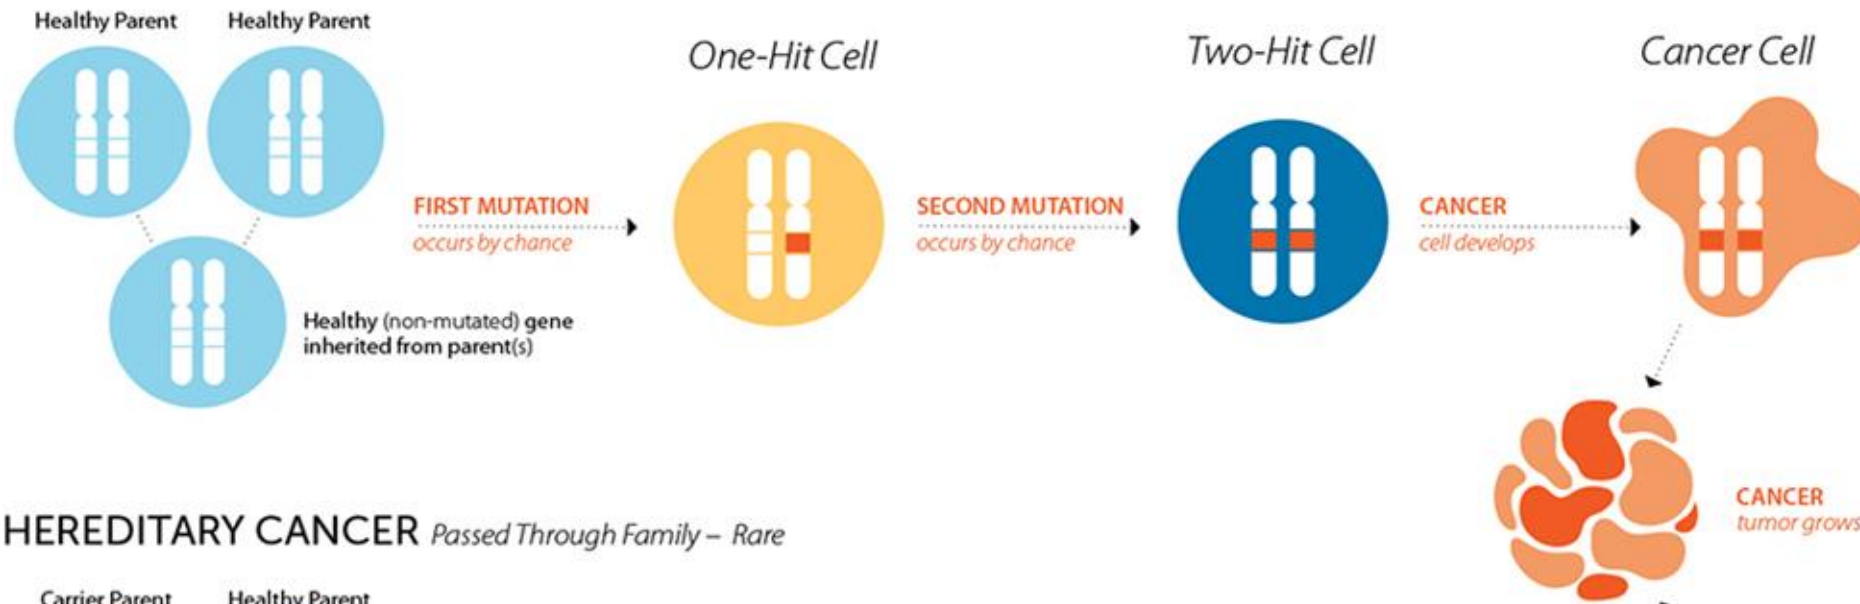 Healthy Parent
Healthy Parent
One-Hit Cell
Two-Hit Cell
Cancer Cell
FIRST MUTATION
occurs by chance
SECOND MUTATION
occurs by chance
CANCER
cell develops
Healthy (non-mutated) gene
inherited from parent(s)
CANCER
tumor grows
HEREDITARY CANCER Passed Through Family – Rare
Carrier Parent
Healthy Parent